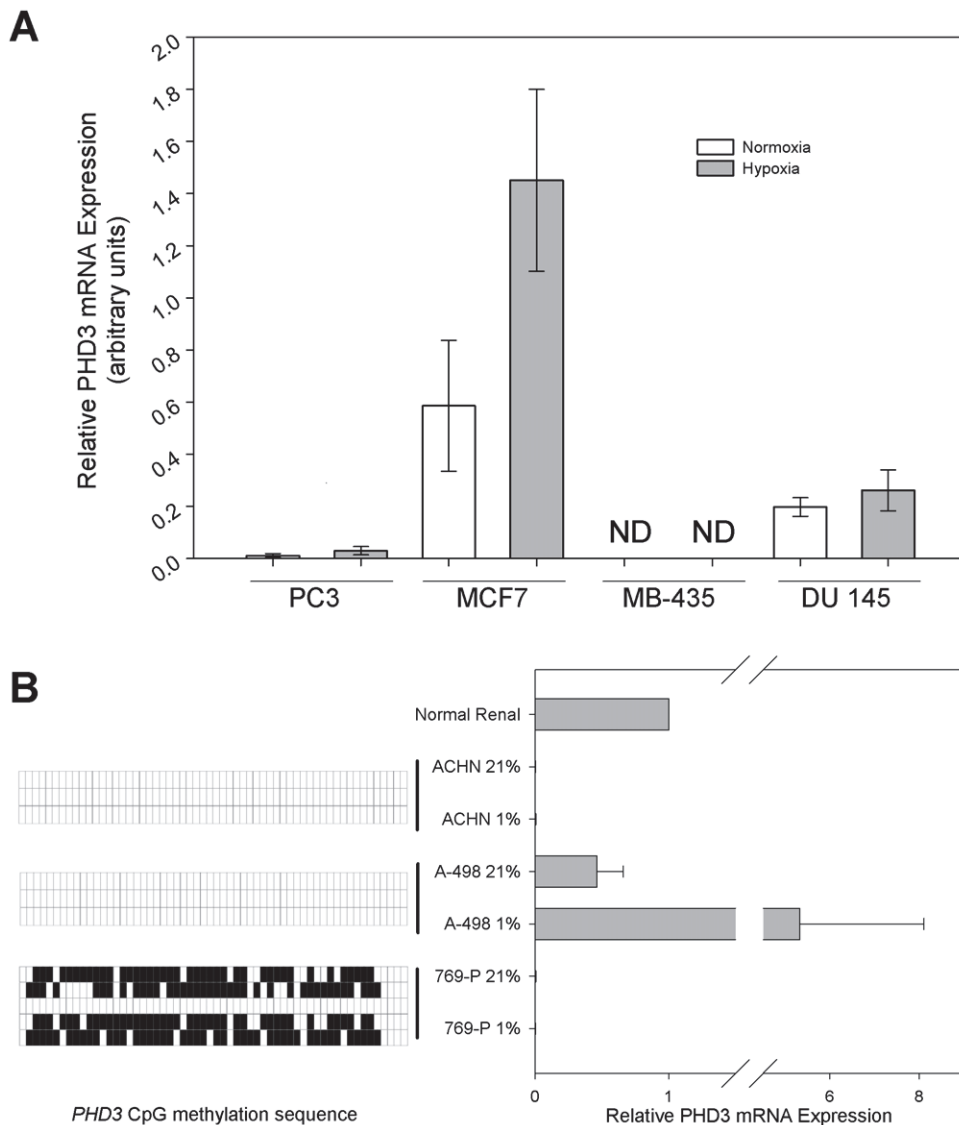 A
Relative PHD3 mRNA Expression
(arbitrary units)
2.0
1.8
1.6
1.4
1.2
1.0
0.8
0.6
0.4
0.2
0.0
Normoxia
Hypoxia
ND
ND
PC3
MCF7
MB-435
DU 145
B
Normal Renal
ACHN 21%
ACHN 1%
A-498 21%
A-498 1%
769-P 21%
769-P 1%
0
1
6
8
PHD3 CpG methylation sequence
Relative PHD3 mRNA Expression